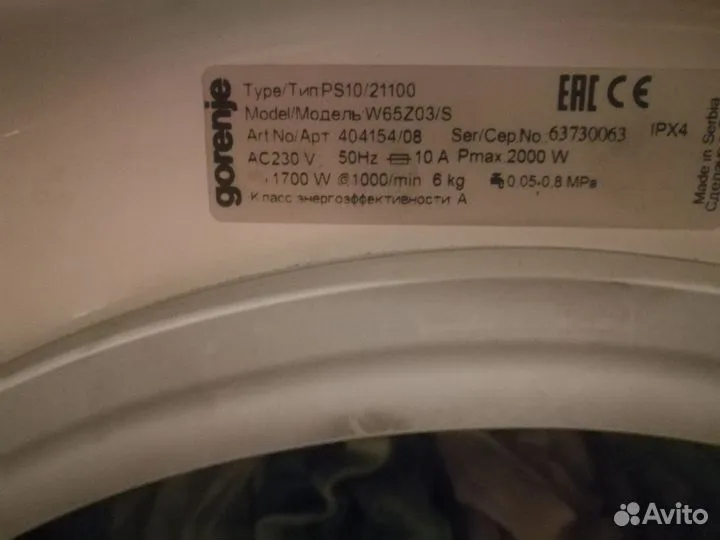 gorenje
Type/Тип PS10/21100
Model/Модель W65Z03/S
Art No/Арт 404154/08 Ser/Сер.No. 63730063 IPX4
AC230 V 50Hz 10 A Pmax 2000 W
1700 W 1000/min 6 kg 0.05-0.8 MPa
Класс энергоэффективности A
EAC CE
Made in Serbia
Avito